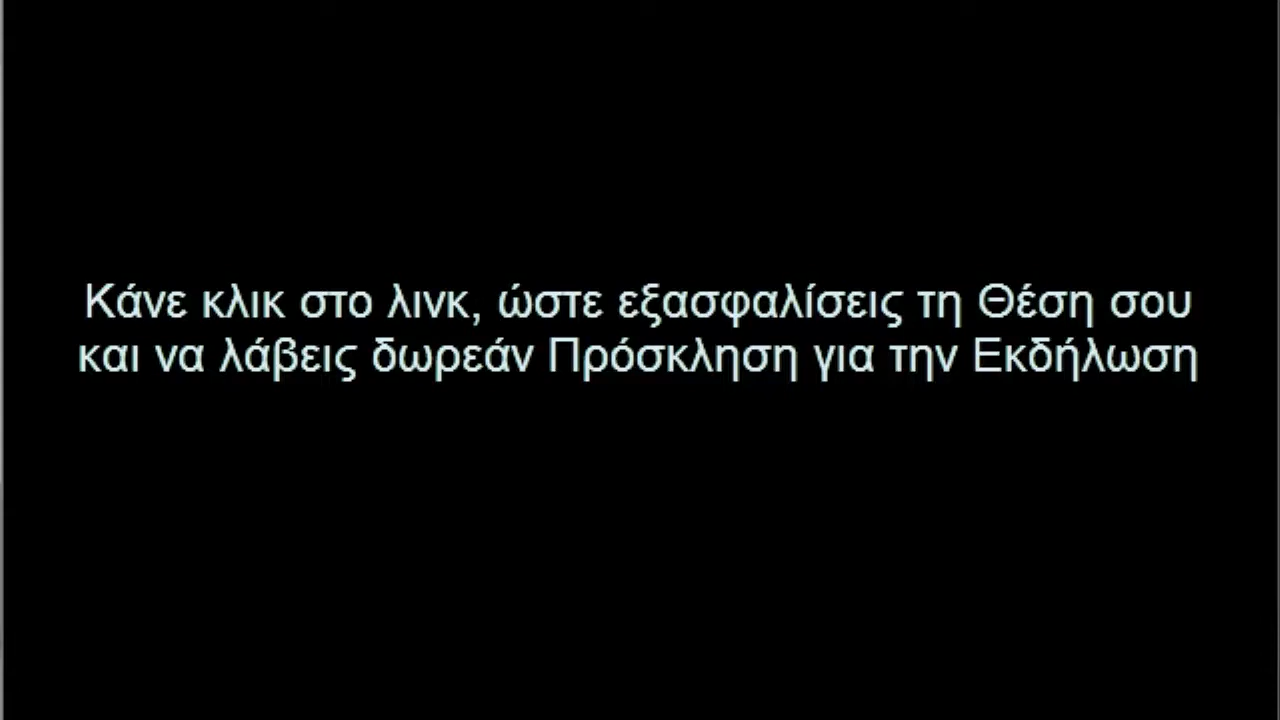 Κάνε κλικ στο λινκ, ώστε εξασφαλίσεις τη Θέση σου
και να λάβεις δωρεάν Πρόσκληση για την Εκδήλωση